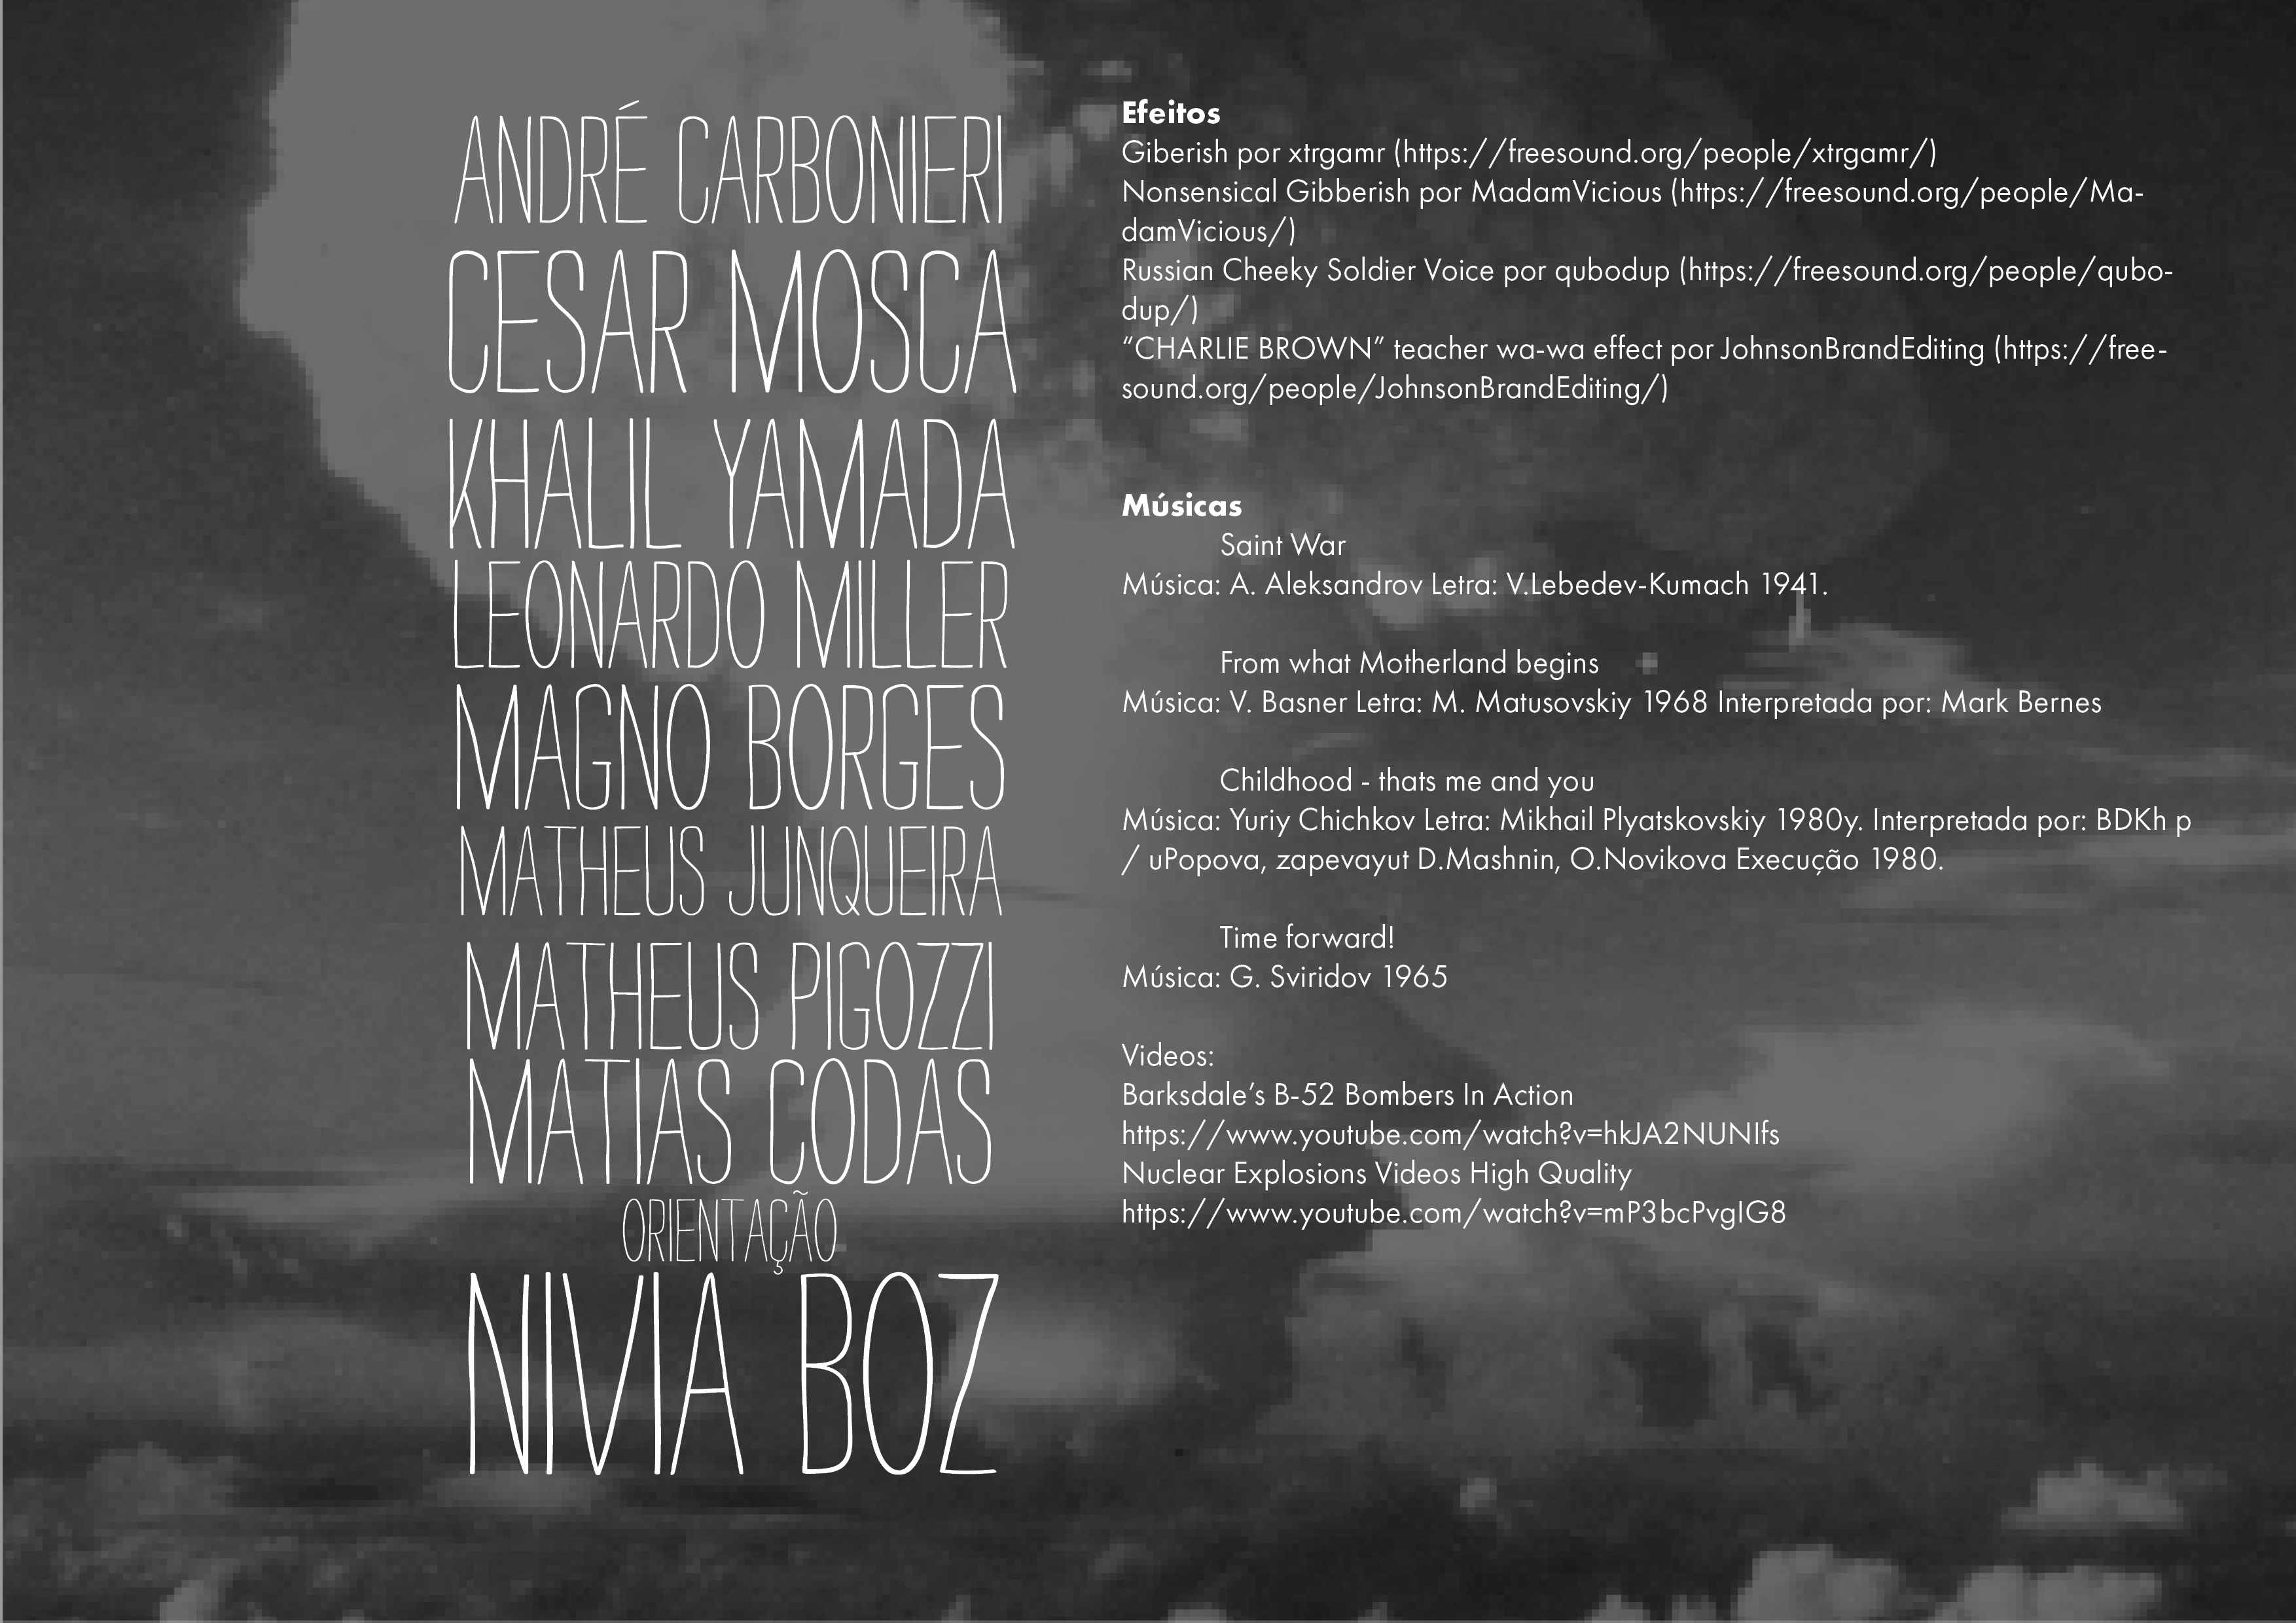 ANDRÉ CARBONIERI
CESAR MOSCA
KHALIL YAMADA
LEONARDO MILLER
MAGNO BORGES
MATHEUS JUNQUEIRA
MATHEUS PIGOZZI
MATIAS CODAS
ORIENTAÇÃO
NIVIA BOZ
Efeitos
Giberish por xtrgamr (https://freesound.org/people/xtrgamr/)
Nonsensical Gibberish por MadamVicious (https://freesound.org/people/Ma-
damVicious/)
Russian Cheeky Soldier Voice por qubodup (https://freesound.org/people/qubo-
dup/)
“CHARLIE BROWN” teacher wa-wa effect por JohnsonBrandEditing (https://free-
sound.org/people/JohnsonBrandEditing/)
Músicas
Saint War
Música: A. Aleksandrov Letra: V.Lebedev-Kumach 1941.
From what Motherland begins
Música: V. Basner Letra: M. Matusovskiy 1968 Interpretada por: Mark Bernes
Childhood - thats me and you
Música: Yuriy Chichkov Letra: Mikhail Plyatskovskiy 1980y. Interpretada por: BDKh p
/ uPopova, zapevayut D.Mashnin, O.Novikova Execução 1980.
Time forward!
Música: G. Sviridov 1965
Videos:
Barksdale’s B-52 Bombers In Action
https://www.youtube.com/watch?v=hkJA2NUNIfs
Nuclear Explosions Videos High Quality
https://www.youtube.com/watch?v=mP3bcPvgIG8